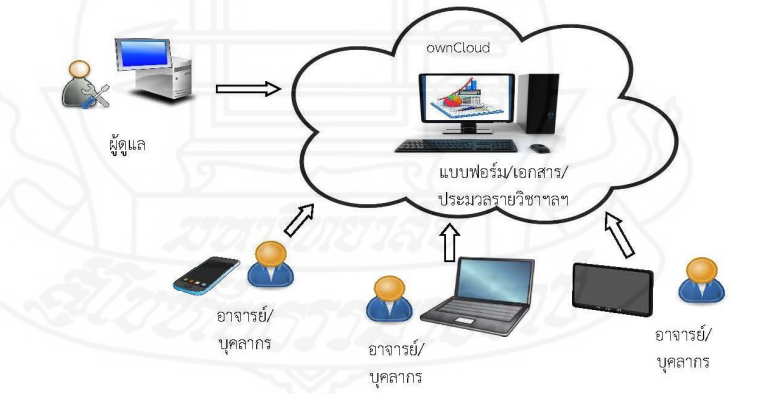 ownCloud
ผู้ดูแล
แบบฟอร์ม/เอกสาร/
ประมวลรายวิชาฯลฯ
อาจารย์/
บุคลากร
อาจารย์/
บุคลากร
อาจารย์/
บุคลากร